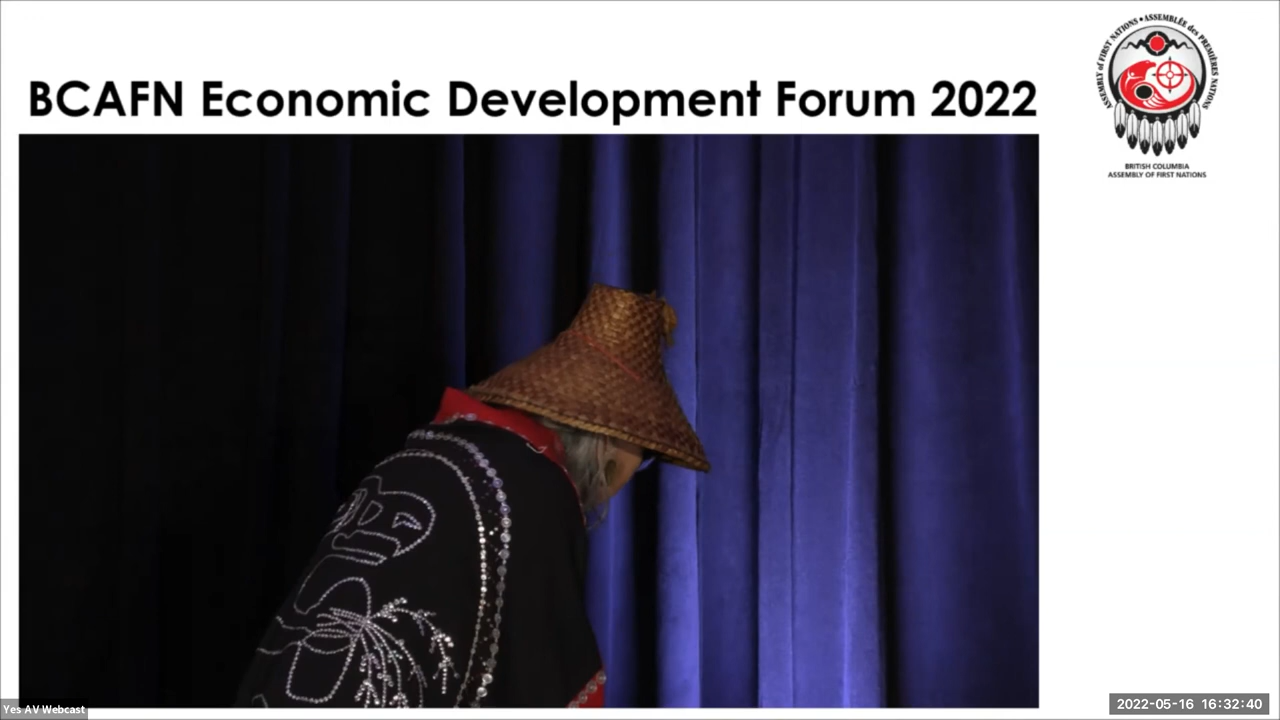 BCAFN Economic Development Forum 2022
ASSEMBLY of FIRST NATIONS • ASSEMBLÉE des PREMIÈRES NATIONS
BRITISH COLUMBIA
ASSEMBLY OF FIRST NATIONS
Yes AV Webcast
2022-05-16 16:32:40